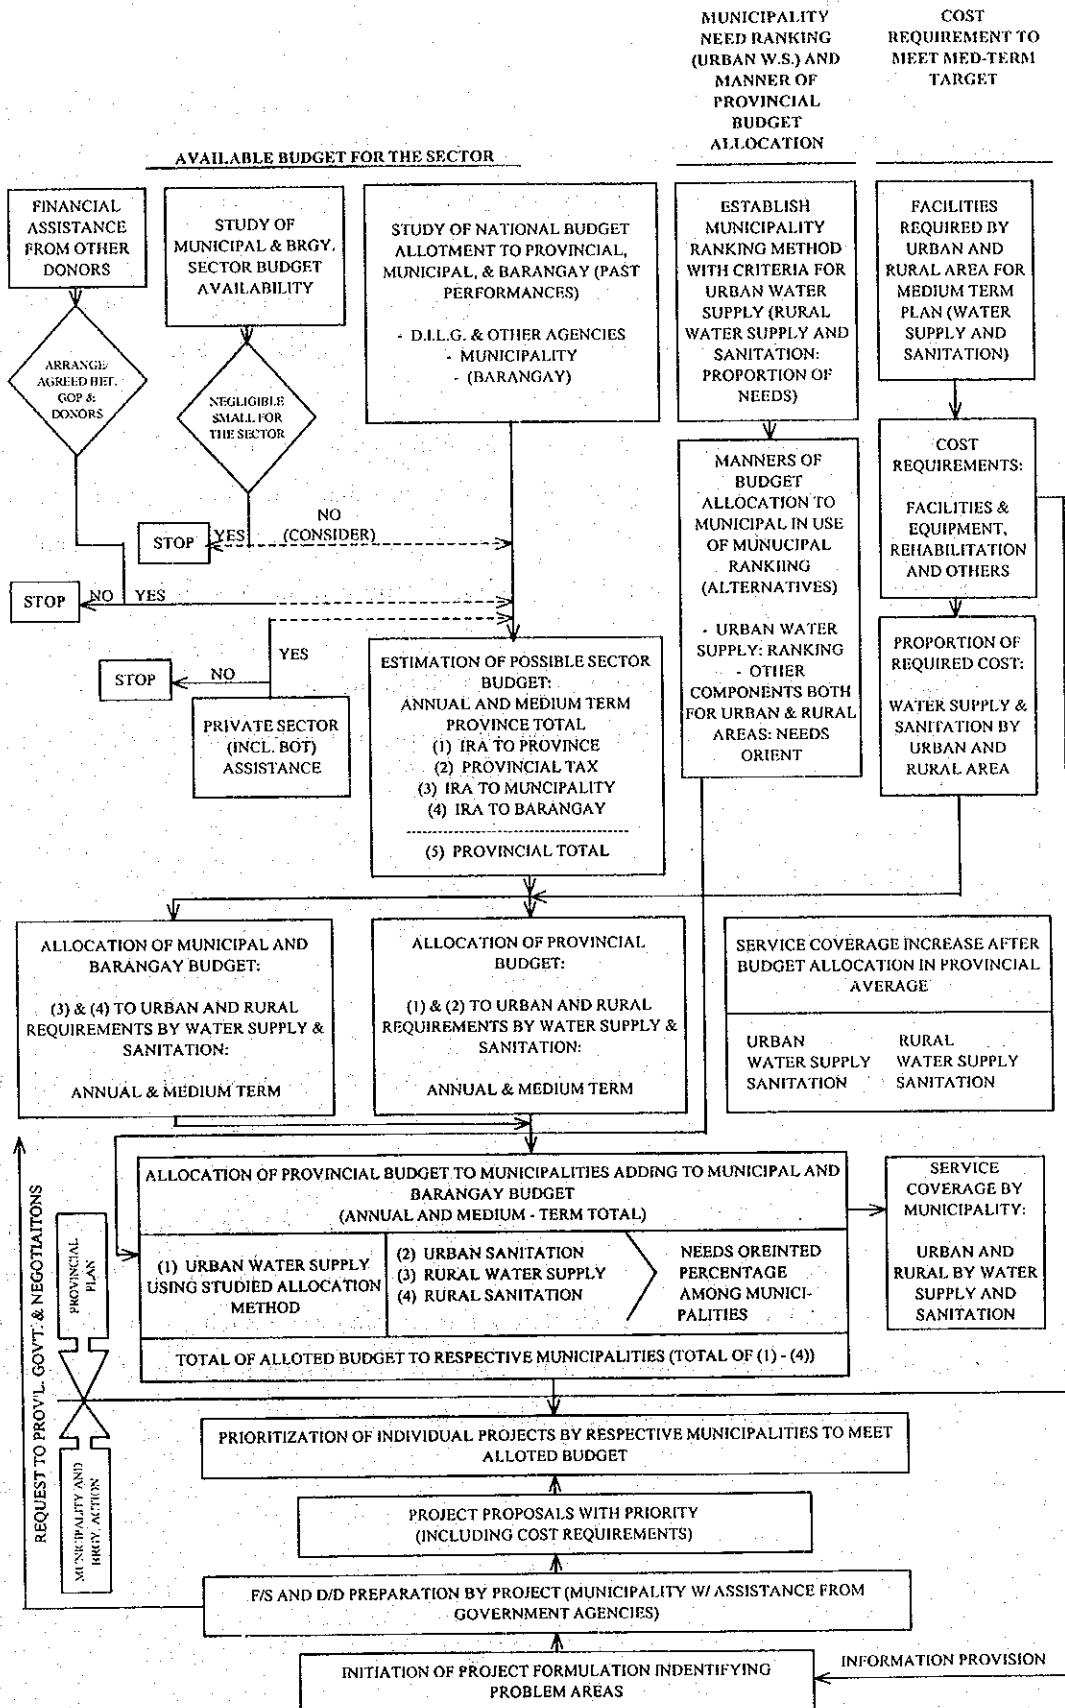 MUNICIPALITY
NEED RANKING
(URBAN W.S.) AND
MANNER OF
PROVINCIAL
BUDGET
ALLOCATION
COST
REQUIREMENT TO
MEET MED-TERM
TARGET
AVAILABLE BUDGET FOR THE SECTOR
FINANCIAL
ASSISTANCE
FROM OTHER
DONORS
STUDY OF
MUNICIPAL & BRGY.
SECTOR BUDGET
AVAILABILITY
STUDY OF NATIONAL BUDGET
ALLOTMENT TO PROVINCIAL,
MUNICIPAL, & BARANGAY (PAST
PERFORMANCES)
- D.I.L.G. & OTHER AGENCIES
- MUNICIPALITY
- (BARANGAY)
ESTABLISH
MUNICIPALITY
RANKING METHOD
WITH CRITERIA FOR
URBAN WATER
SUPPLY (RURAL
WATER SUPPLY AND
SANITATION:
PROPORTION OF
NEEDS)
FACILITIES
REQUIRED BY
URBAN AND
RURAL AREA FOR
MEDIUM TERM
PLAN (WATER
SUPPLY AND
SANITATION)
ARRANGE
AGREED BET.
GOP &
DONORS
NEGLIGIBLE
SMALL FOR
THE SECTOR
MANNERS OF
BUDGET
ALLOCATION TO
MUNICIPAL IN USE
OF MUNUCIPAL
RANKIING
(ALTERNATIVES)
- URBAN WATER
SUPPLY: RANKING
- OTHER
COMPONENTS BOTH
FOR URBAN & RURAL
AREAS: NEEDS
ORIENT
COST
REQUIREMENTS:
FACILITIES &
EQUIPMENT,
REHABILITATION
AND OTHERS
STOP
YES
NO
(CONSIDER)
STOP
NO
YES
YES
STOP
NO
PRIVATE SECTOR
(INCL. BOT)
ASSISTANCE
ESTIMATION OF POSSIBLE SECTOR
BUDGET:
ANNUAL AND MEDIUM TERM
PROVINCE TOTAL
(1) IRA TO PROVINCE
(2) PROVINCIAL TAX
(3) IRA TO MUNCIPALITY
(4) IRA TO BARANGAY
(5) PROVINCIAL TOTAL
PROPORTION OF
REQUIRED COST:
WATER SUPPLY &
SANITATION BY
URBAN AND
RURAL AREA
ALLOCATION OF MUNICIPAL AND
BARANGAY BUDGET:
(3) & (4) TO URBAN AND RURAL
REQUIREMENTS BY WATER SUPPLY &
SANITATION:
ANNUAL & MEDIUM TERM
ALLOCATION OF PROVINCIAL
BUDGET:
(1) & (2) TO URBAN AND RURAL
REQUIREMENTS BY WATER SUPPLY &
SANITATION:
ANNUAL & MEDIUM TERM
SERVICE COVERAGE INCREASE AFTER
BUDGET ALLOCATION IN PROVINCIAL
AVERAGE
URBAN
WATER SUPPLY
SANITATION
RURAL
WATER SUPPLY
SANITATION
REQUEST TO PROV'L. GOV'T. & NEGOTIAITONS
PROVINCIAL
PLAN
MUNICIPALITY AND
BRGY. ACTION
ALLOCATION OF PROVINCIAL BUDGET TO MUNICIPALITIES ADDING TO MUNICIPAL AND
BARANGAY BUDGET
(ANNUAL AND MEDIUM - TERM TOTAL)
(1) URBAN WATER SUPPLY
USING STUDIED ALLOCATION
METHOD
(2) URBAN SANITATION
(3) RURAL WATER SUPPLY
(4) RURAL SANITATION
NEEDS OREINTED
PERCENTAGE
AMONG MUNICI-
PALITIES
TOTAL OF ALLOTED BUDGET TO RESPECTIVE MUNICIPALITIES (TOTAL OF (1) - (4))
SERVICE
COVERAGE BY
MUNICIPALITY:
URBAN AND
RURAL BY WATER
SUPPLY AND
SANITATION
PRIORITIZATION OF INDIVIDUAL PROJECTS BY RESPECTIVE MUNICIPALITIES TO MEET
ALLOTED BUDGET
PROJECT PROPOSALS WITH PRIORITY
(INCLUDING COST REQUIREMENTS)
F/S AND D/D PREPARATION BY PROJECT (MUNICIPALITY W/ ASSISTANCE FROM
GOVERNMENT AGENCIES)
INITIATION OF PROJECT FORMULATION INDENTIFYING
PROBLEM AREAS
INFORMATION PROVISION